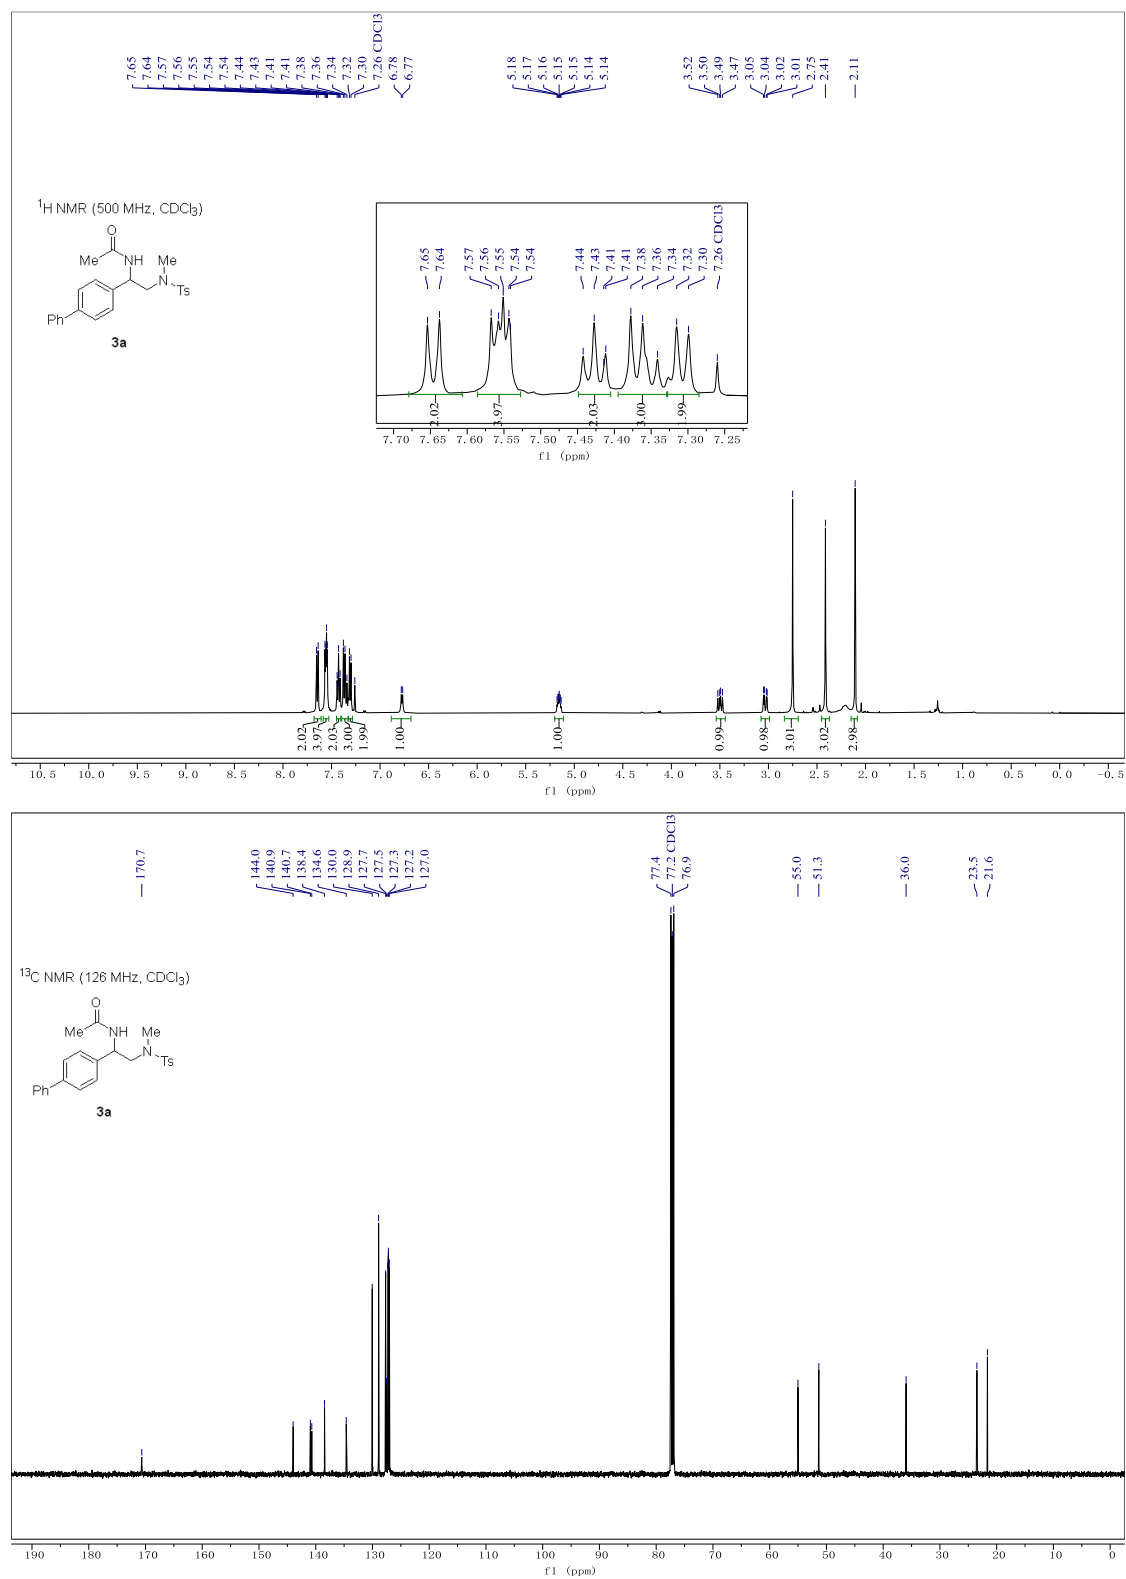 7.65 7.64 7.57 7.56 7.55 7.54 7.54 7.44 7.43 7.41 7.41 7.38 7.36 7.34 7.32 7.30 7.26 CDCl3 6.78 6.77 5.18 5.17 5.16 5.15 5.15 5.14 5.14 3.52 3.50 3.49 3.47 3.05 3.04 3.02 3.01 2.75 2.41 2.11
1H NMR (500 MHz, CDCl3)
O
Me NH Me
N Ts
Ph
3a
7.65 7.64 7.57 7.56 7.55 7.54 7.54 7.44 7.43 7.41 7.41 7.38 7.36 7.34 7.32 7.30 7.26 CDCl3
2.02 3.97 2.03 3.00 1.99
7.70 7.65 7.60 7.55 7.50 7.45 7.40 7.35 7.30 7.25
f1 (ppm)
2.02 3.97 2.03 3.00 1.99 1.00 1.00 0.99 0.98 3.01 3.02 2.98
10.5 10.0 9.5 9.0 8.5 8.0 7.5 7.0 6.5 6.0 5.5 5.0 4.5 4.0 3.5 3.0 2.5 2.0 1.5 1.0 0.5 0.0 -0.5
f1 (ppm)
170.7 144.0 140.9 140.7 138.4 134.6 130.0 128.9 127.7 127.5 127.3 127.2 127.0 77.4 77.2 CDCl3 76.9 55.0 51.3 36.0 23.5 21.6
13C NMR (126 MHz, CDCl3)
O
Me NH Me
N Ts
Ph
3a
190 180 170 160 150 140 130 120 110 100 90 80 70 60 50 40 30 20 10 0
f1 (ppm)